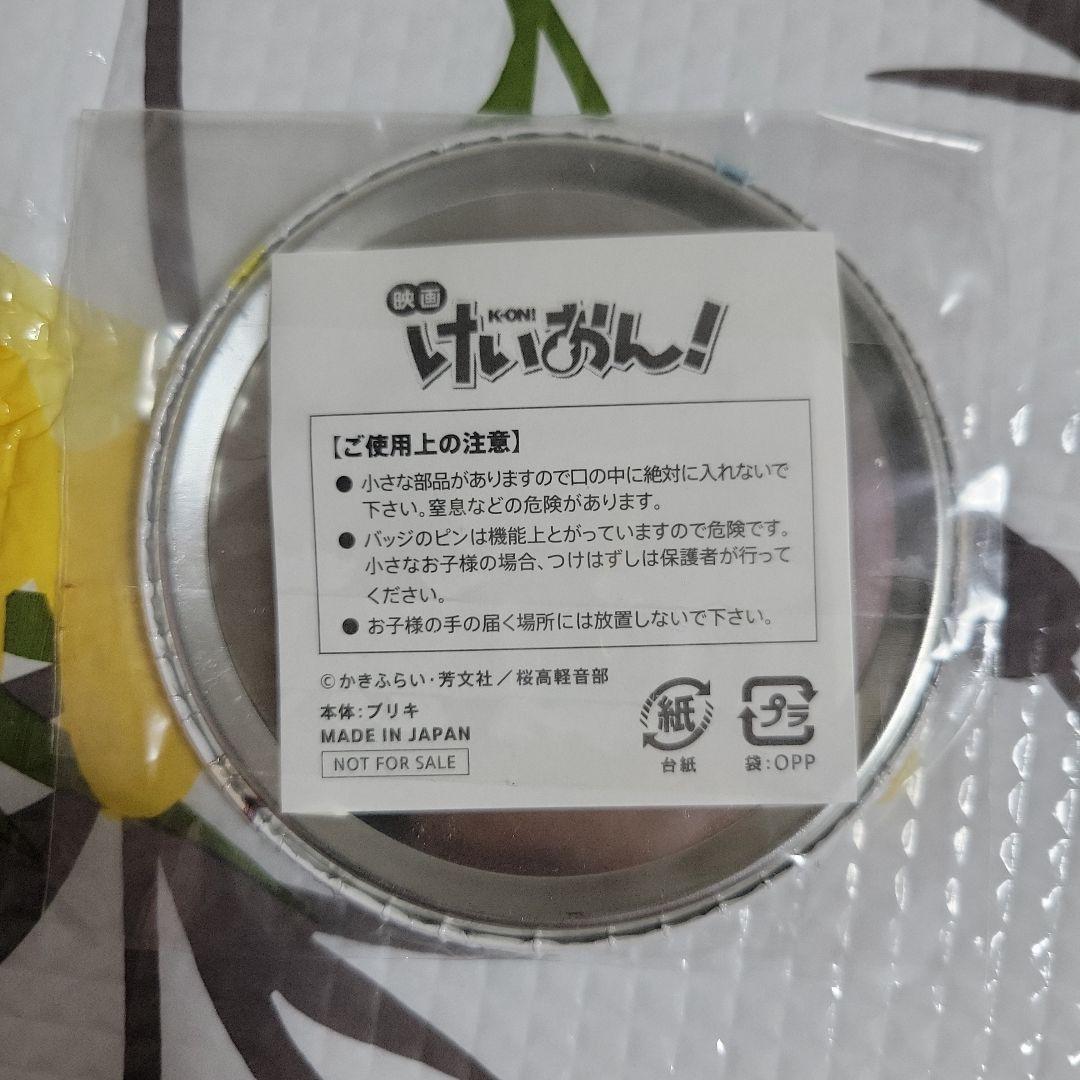 映画
K-ON!
けいおん!
【ご使用上の注意】
●小さな部品がありますので口の中に絶対に入れないで
下さい。窒息などの危険があります。
●バッジのピンは機能上とがっていますので危険です。
小さなお子様の場合、つけはずしは保護者が行って
ください。
●お子様の手の届く場所には放置しないで下さい。
©かきふらい・芳文社／桜高軽音部
本体：ブリキ
MADE IN JAPAN
NOT FOR SALE
紙
台紙
プラ
袋：OPP